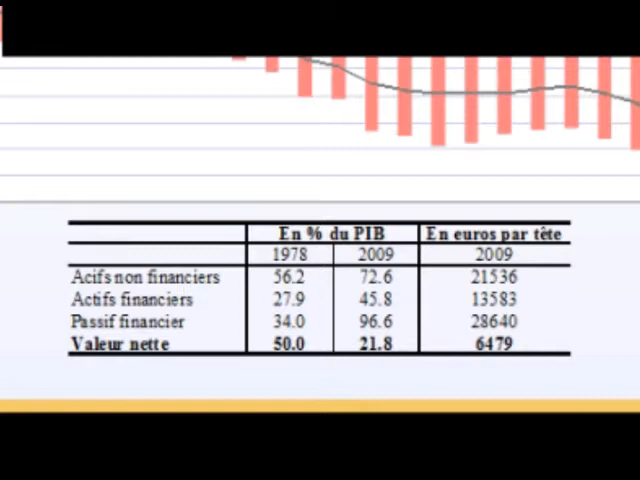 En % du PIB En euros par tête
1978 2009 2009
Acifs non financiers 56.2 72.6 21536
Actifs financiers 27.9 45.8 13583
Passif financier 34.0 96.6 28640
Valeur nette 50.0 21.8 6479